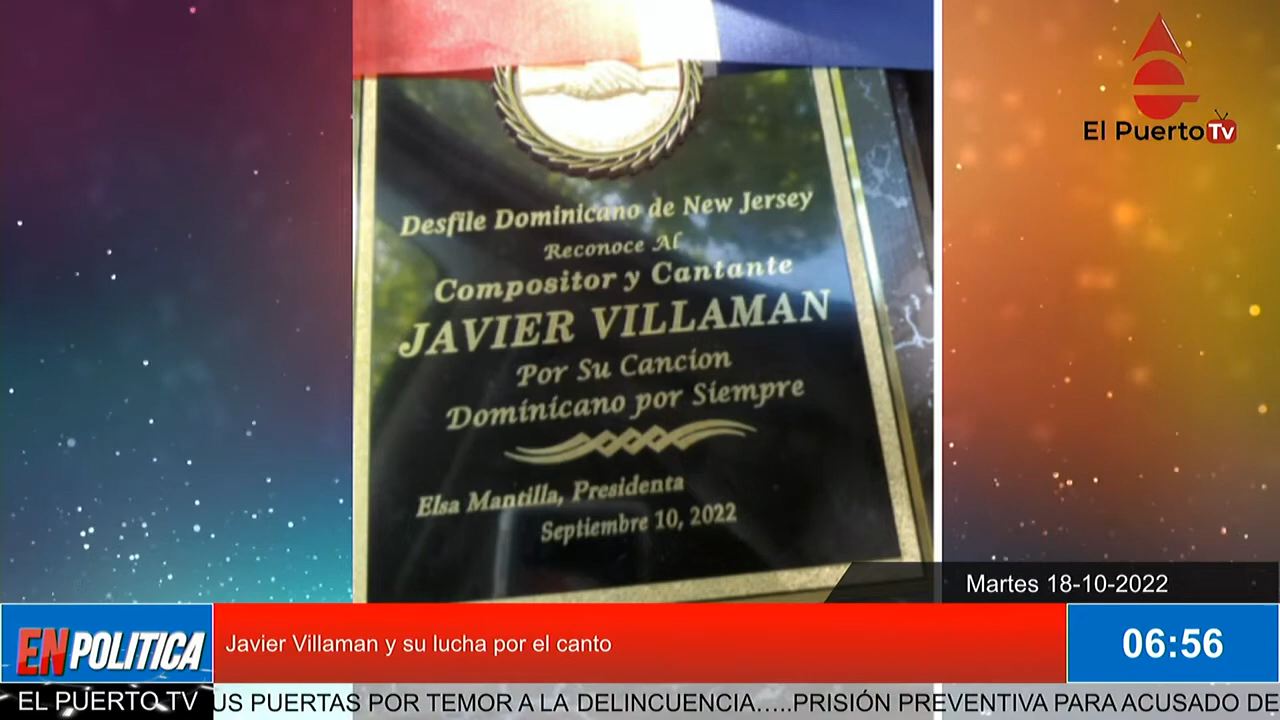 El Puerto Tv
Desfile Dominicano de New Jersey
Reconoce Al
Compositor y Cantante
JAVIER VILLAMAN
Por Su Cancion
Dominicano por Siempre
Elsa Mantilla, Presidenta
Septiembre 10, 2022
Martes 18-10-2022
EN POLITICA
Javier Villaman y su lucha por el canto
06:56
EL PUERTO TV
US PUERTAS POR TEMOR A LA DELINCUENCIA.....PRISIÓN PREVENTIVA PARA ACUSADO DE